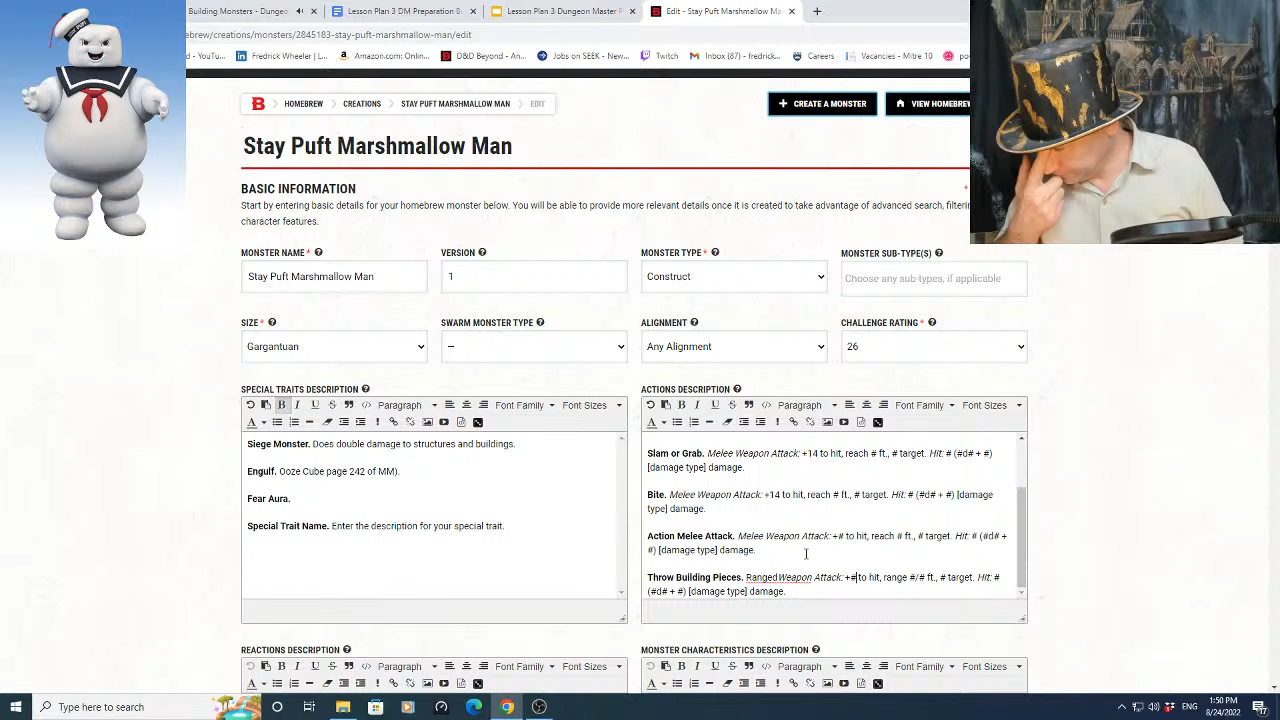 Building Monsters - Dungeo
Lesson Plan 3 DM Preparation B
Lesson Plan 3 Dungeon Master P
Edit - Stay Puft Marshmallow Man
ebrew/creations/monsters/2845183-stay-puft-marshmallow-man/edit
- YouTube
Fredrick Wheeler | L...
Amazon.com: Onlin...
D&D Beyond - An...
Jobs on SEEK - New...
Twitch
Inbox (87) - fredrick...
Careers
Vacancies - Mitre 10
HOMEBREW
CREATIONS
STAY PUFT MARSHMALLOW MAN
EDIT
CREATE A MONSTER
VIEW HOMEBREW
Stay Puft Marshmallow Man
BASIC INFORMATION
Start by entering basic details for your homebrew monster below. You will be able to provide more relevant details once it is created to take advantage of advanced search, filtering
character features.
MONSTER NAME *
VERSION
MONSTER TYPE *
MONSTER SUB-TYPE(S)
Stay Puft Marshmallow Man
1
Construct
Choose any sub-types, if applicable
SIZE *
SWARM MONSTER TYPE
ALIGNMENT
CHALLENGE RATING *
Gargantuan
—
Any Alignment
26
SPECIAL TRAITS DESCRIPTION
ACTIONS DESCRIPTION
Paragraph
Font Family
Font Sizes
Paragraph
Font Family
Font Sizes
Siege Monster. Does double damage to structures and buildings.
Engulf. Ooze Cube page 242 of MM).
Fear Aura.
Special Trait Name. Enter the description for your special trait.
Slam or Grab. Melee Weapon Attack: +14 to hit, reach # ft., # target. Hit: # (#d# + #)
[damage type] damage.
Bite. Melee Weapon Attack: +14 to hit, reach # ft., # target. Hit: # (#d# + #) [damage
type] damage.
Action Melee Attack. Melee Weapon Attack: +# to hit, reach # ft., # target. Hit: # (#d# +
#) [damage type] damage.
Throw Building Pieces. RangedWeapon Attack: +# to hit, range #/# ft., # target. Hit: #
(#d# + #) [damage type] damage.
REACTIONS DESCRIPTION
MONSTER CHARACTERISTICS DESCRIPTION
Paragraph
Font Family
Font Sizes
Paragraph
Font Family
Font Sizes
Type here to search
ENG
1:50 PM
8/24/2022
17